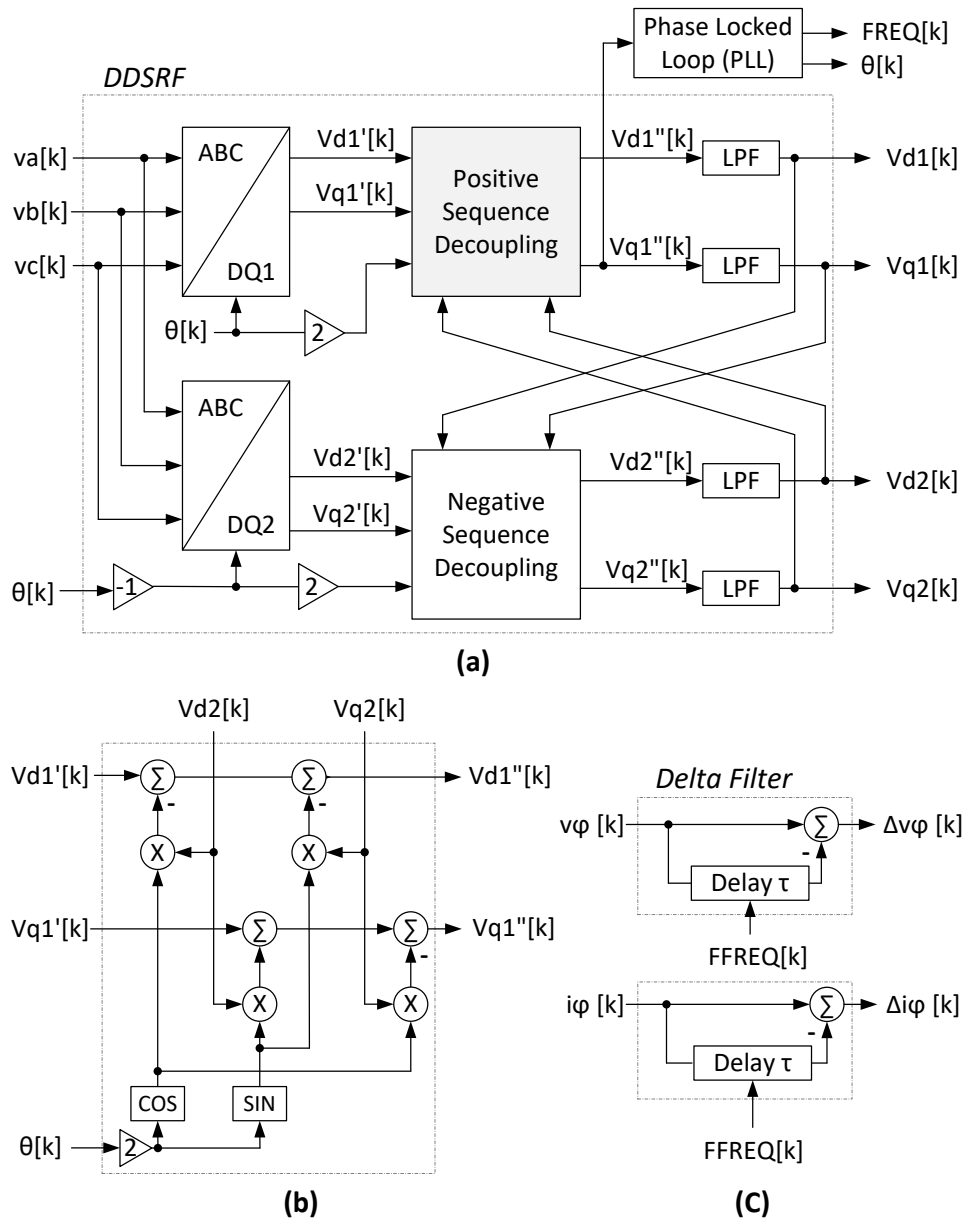 Phase Locked
Loop (PLL)
FREQ[k]
θ[k]
DDSRF
va[k]
vb[k]
vc[k]
ABC
DQ1
Vd1'[k]
Vq1'[k]
Positive
Sequence
Decoupling
Vd1"[k]
LPF
Vd1[k]
Vq1"[k]
LPF
Vq1[k]
θ[k]
2
ABC
DQ2
Vd2'[k]
Vq2'[k]
Negative
Sequence
Decoupling
Vd2"[k]
LPF
Vd2[k]
Vq2"[k]
LPF
Vq2[k]
θ[k]
-1
2
(a)
Vd2[k]
Vq2[k]
Vd1'[k]
Σ
Σ
Vd1"[k]
-
-
X
X
Vq1'[k]
Σ
Σ
Vq1"[k]
-
X
X
COS
SIN
θ[k]
2
(b)
Delta Filter
vφ [k]
Σ
Δvφ [k]
-
Delay τ
FFREQ[k]
iφ [k]
Σ
Δiφ [k]
-
Delay τ
FFREQ[k]
(C)